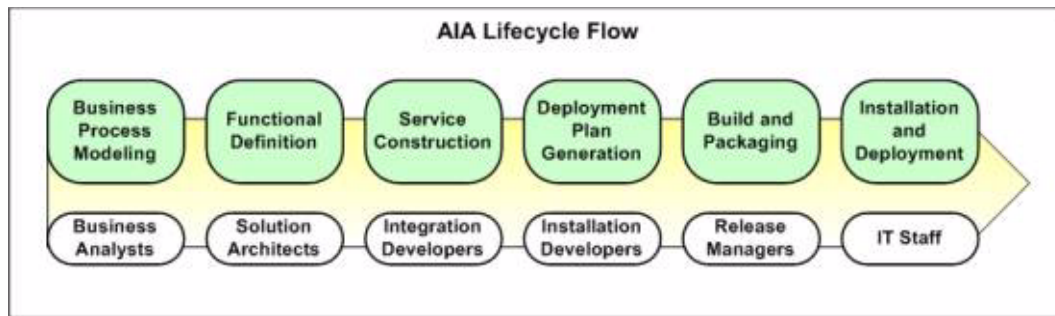 AIA Lifecycle Flow
Business
Process
Modeling
Functional
Definition
Service
Construction
Deployment
Plan
Generation
Build and
Packaging
Installation
and
Deployment
Business
Analysts
Solution
Architects
Integration
Developers
Installation
Developers
Release
Managers
IT Staff